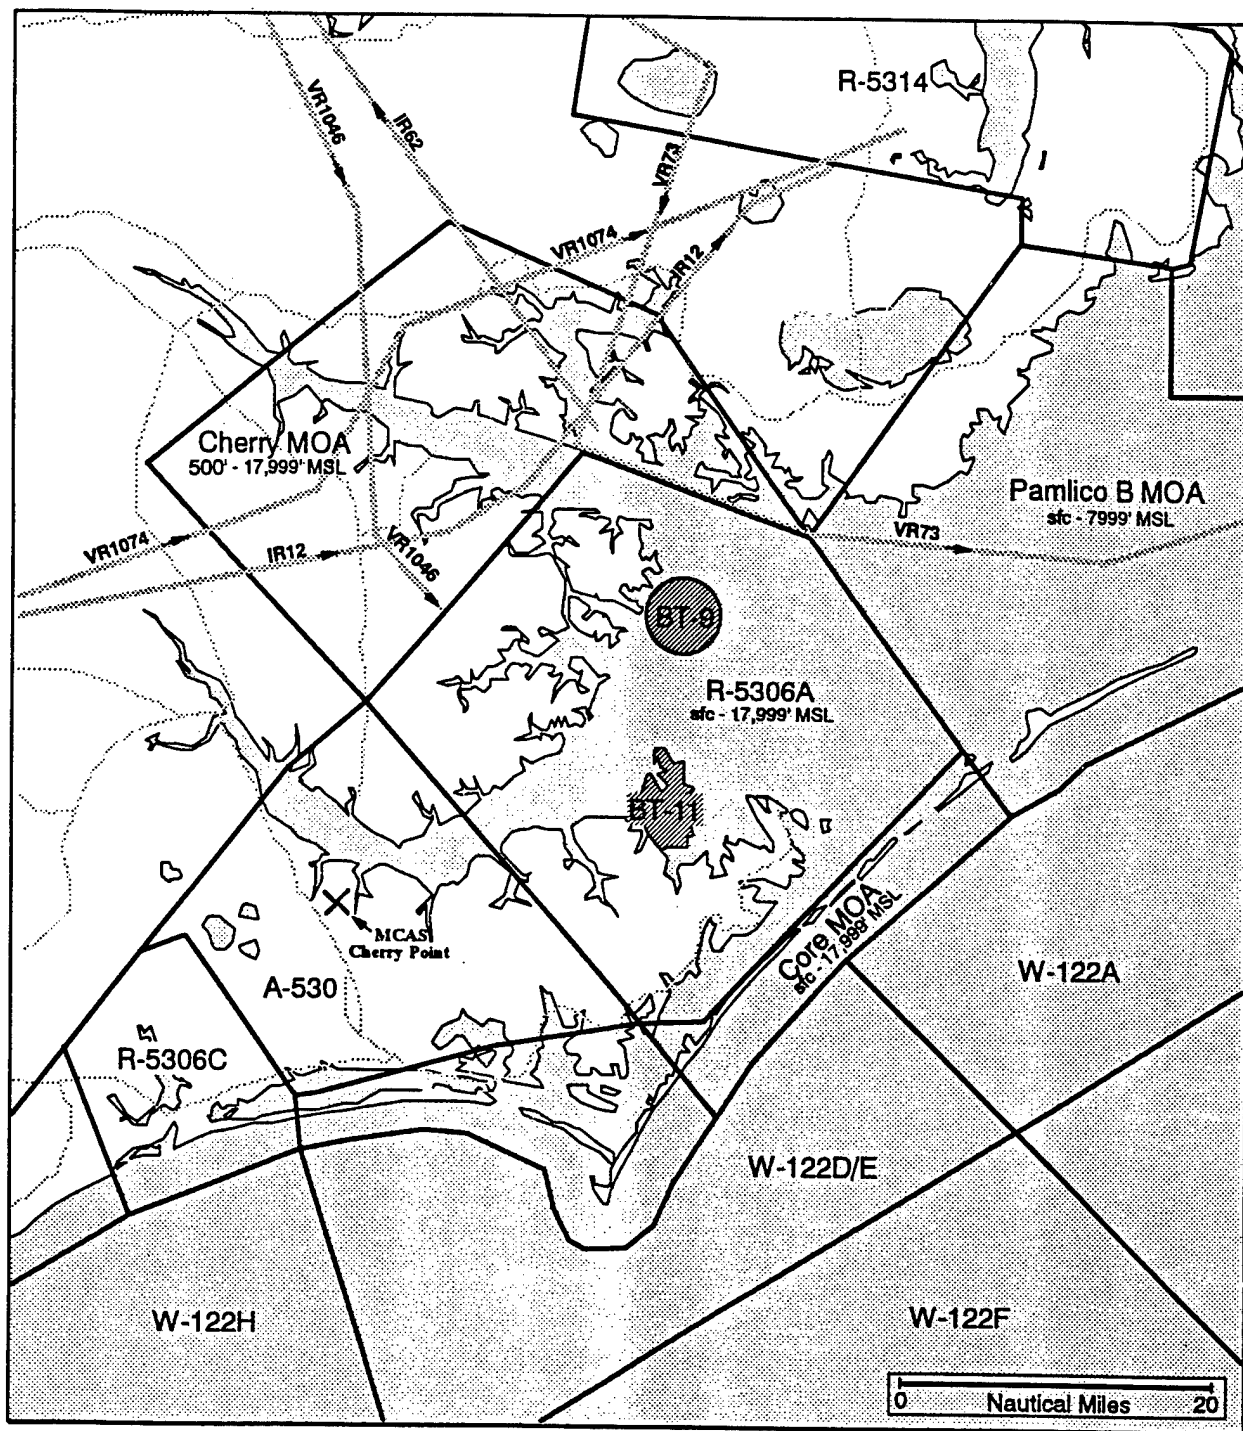 R-5314
VR1046
IR62
VR73
VR1074
IR12
Cherry MOA
500' - 17,999' MSL
Pamlico B MOA
sfc - 7999' MSL
VR1074
IR12
VR1046
VR73
BT-9
R-5306A
sfc - 17,999' MSL
BT-11
MCAS
Cherry Point
Core MOA
sfc - 17,999' MSL
W-122A
A-530
R-5306C
W-122D/E
W-122H
W-122F
0 Nautical Miles 20